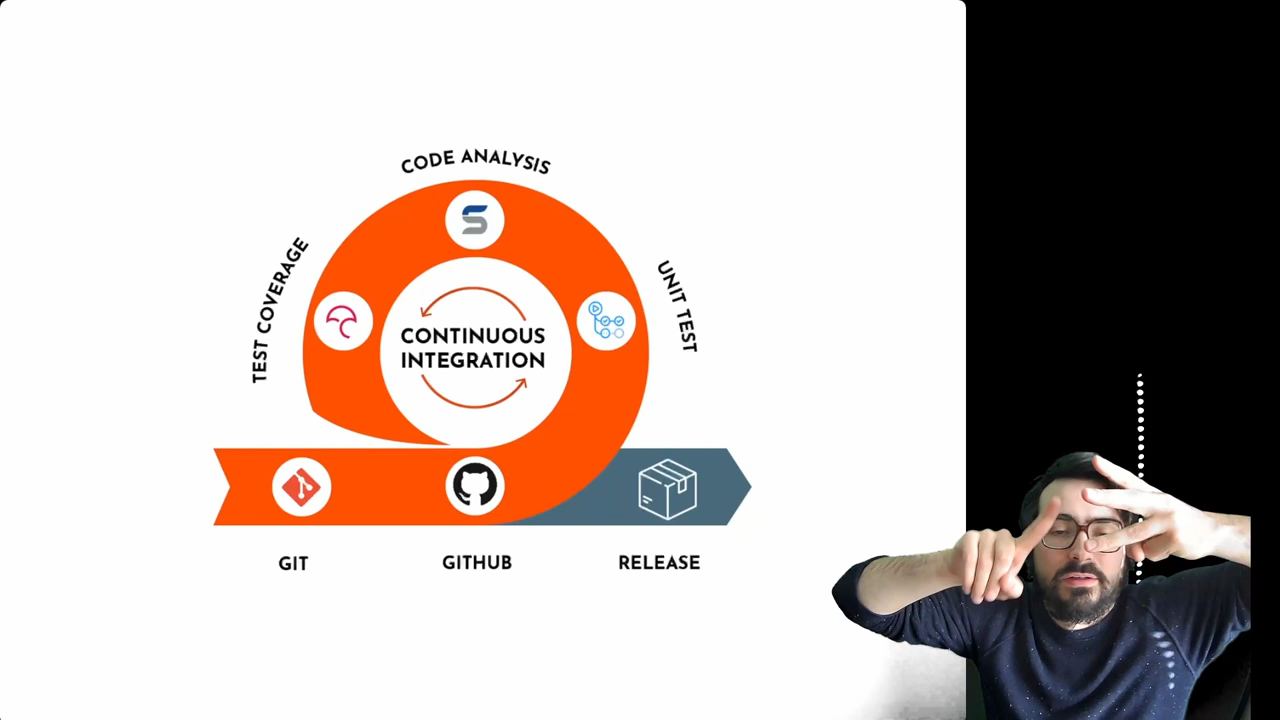 CODE ANALYSIS
TEST COVERAGE
UNIT TEST
CONTINUOUS
INTEGRATION
GIT
GITHUB
RELEASE